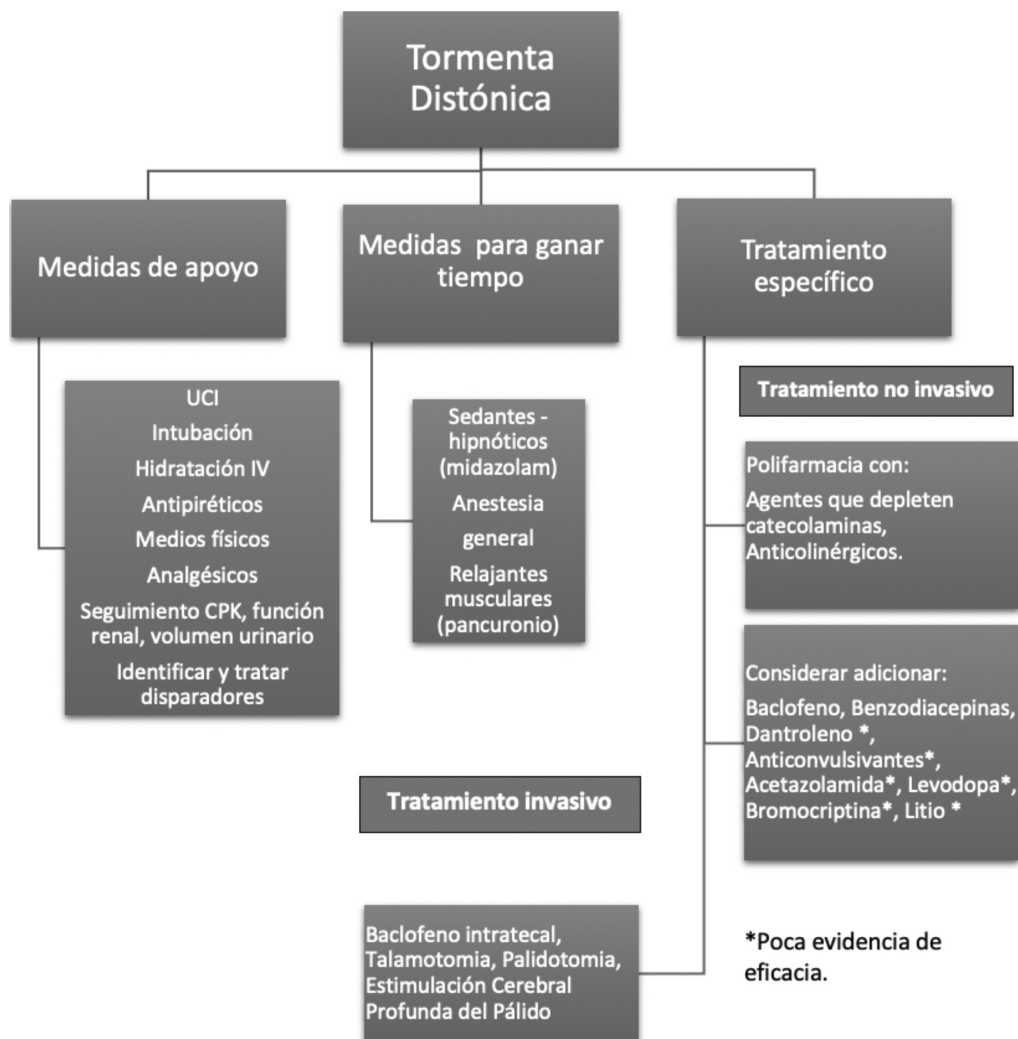 Tormenta
Distónica
Medidas de apoyo
UCI
Intubación
Hidratación IV
Antipiréticos
Medios físicos
Analgésicos
Seguimiento CPK, función
renal, volumen urinario
Identificar y tratar
disparadores
Medidas para ganar
tiempo
Sedantes -
hipnóticos
(midazolam)
Anestesia
general
Relajantes
musculares
(pancuronio)
Tratamiento
específico
Tratamiento no invasivo
Polifarmacia con:
Agentes que depleten
catecolaminas,
Anticolinérgicos.
Considerar adicionar:
Baclofeno, Benzodiacepinas,
Dantroleno *,
Anticonvulsivantes*,
Acetazolamida*, Levodopa*,
Bromocriptina*, Litio *
Tratamiento invasivo
Baclofeno intratecal,
Talamotomia, Palidotomia,
Estimulación Cerebral
Profunda del Pálido
*Poca evidencia de
eficacia.